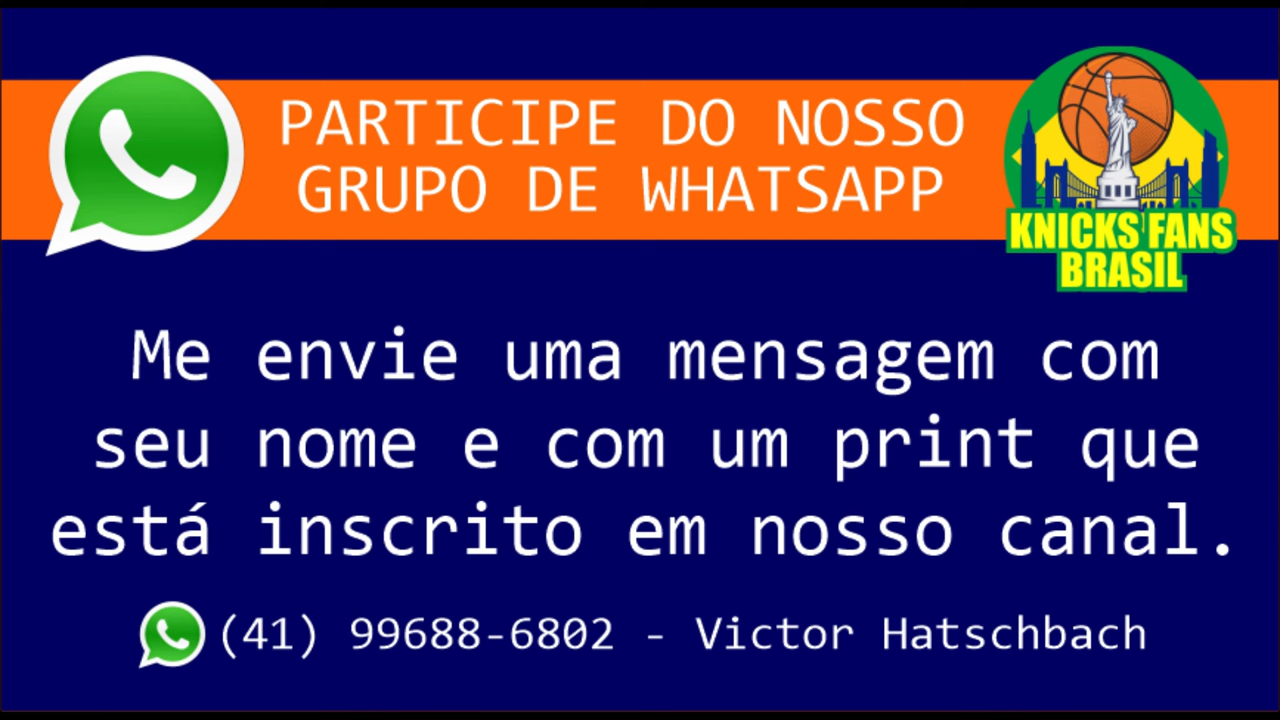 PARTICIPE DO NOSSO
GRUPO DE WHATSAPP
KNICKS FANS
BRASIL
Me envie uma mensagem com
seu nome e com um print que
está inscrito em nosso canal.
(41) 99688-6802 - Victor Hatschbach